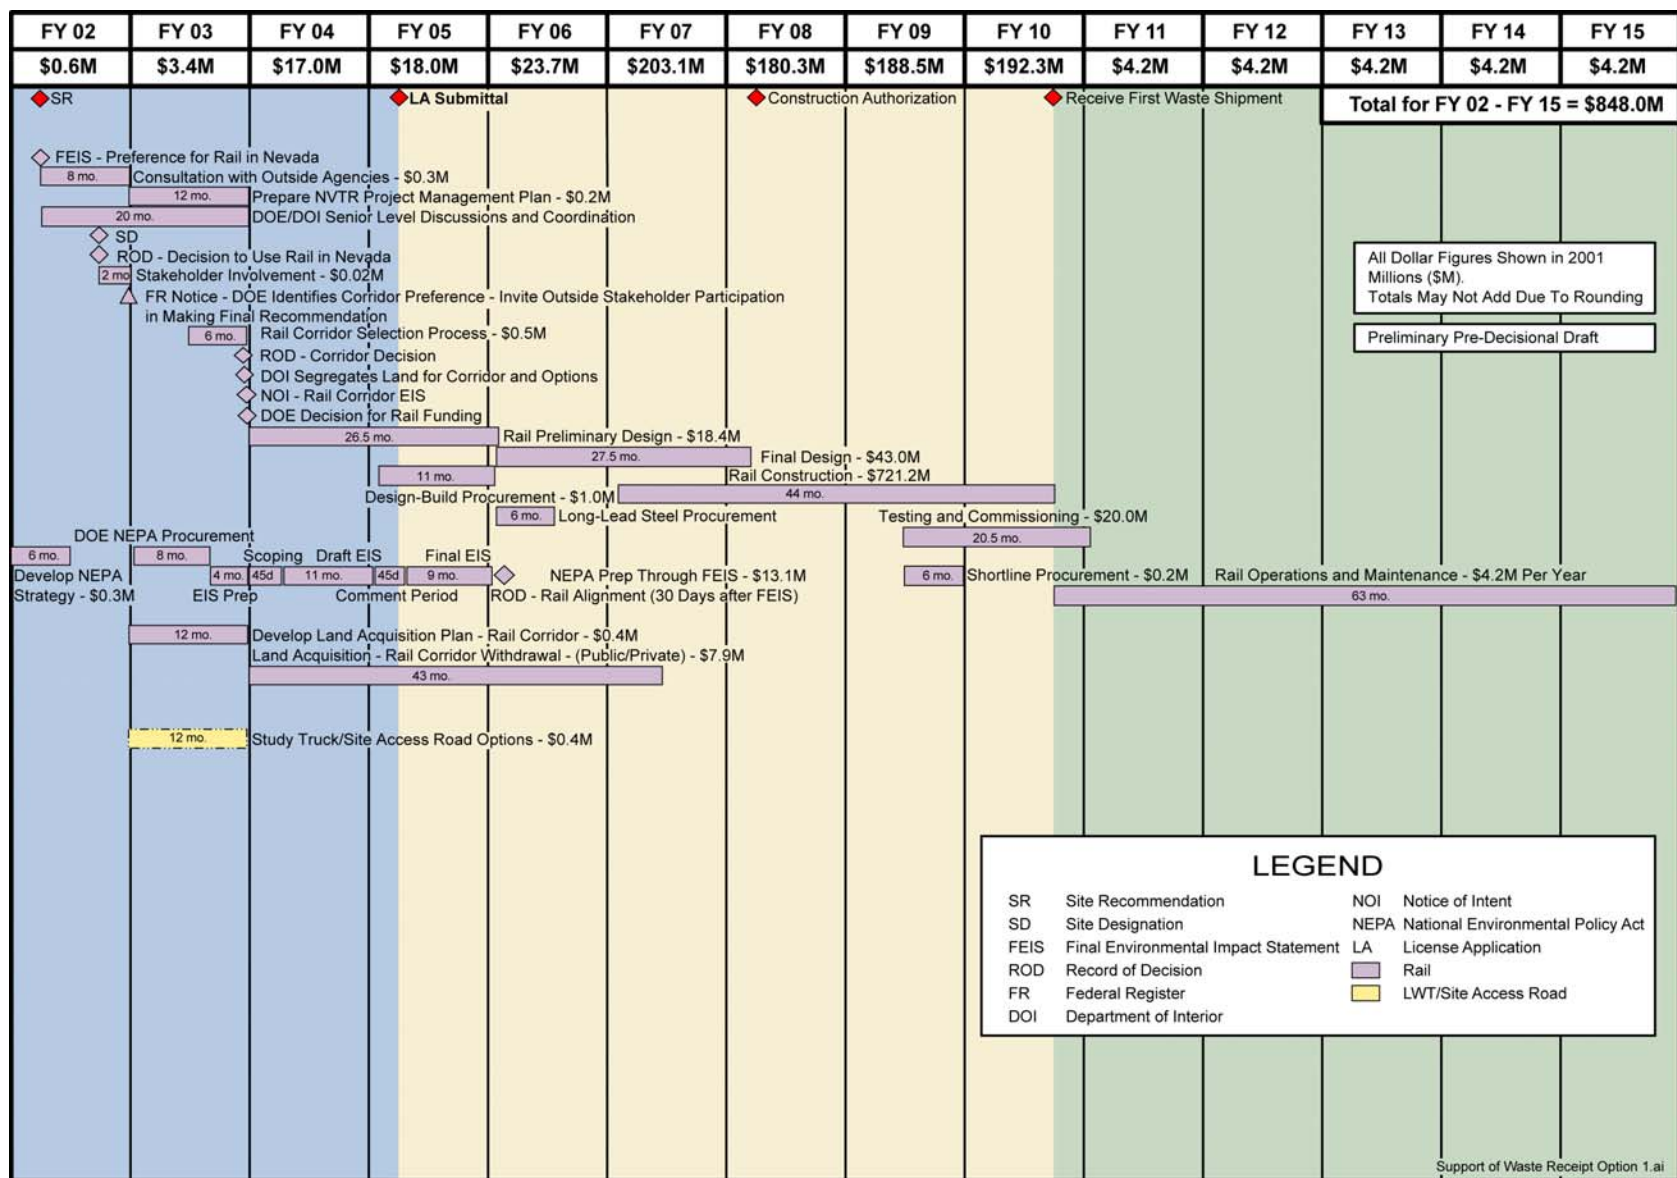 FY 02 FY 03 FY 04 FY 05 FY 06 FY 07 FY 08 FY 09 FY 10 FY 11 FY 12 FY 13 FY 14 FY 15
$0.6M $3.4M $17.0M $18.0M $23.7M $203.1M $180.3M $188.5M $192.3M $4.2M $4.2M $4.2M $4.2M $4.2M
SR LA Submittal Construction Authorization Receive First Waste Shipment Total for FY 02 - FY 15 = $848.0M
FEIS - Preference for Rail in Nevada
8 mo. Consultation with Outside Agencies - $0.3M
12 mo. Prepare NVTR Project Management Plan - $0.2M
20 mo. DOE/DOI Senior Level Discussions and Coordination
SD
ROD - Decision to Use Rail in Nevada
2 mo Stakeholder Involvement - $0.02M
FR Notice - DOE Identifies Corridor Preference - Invite Outside Stakeholder Participation
in Making Final Recommendation
All Dollar Figures Shown in 2001
Millions ($M).
Totals May Not Add Due To Rounding
Preliminary Pre-Decisional Draft
6 mo. Rail Corridor Selection Process - $0.5M
ROD - Corridor Decision
DOI Segregates Land for Corridor and Options
NOI - Rail Corridor EIS
DOE Decision for Rail Funding
26.5 mo. Rail Preliminary Design - $18.4M
27.5 mo. Final Design - $43.0M
11 mo. Rail Construction - $721.2M
Design-Build Procurement - $1.0M 44 mo.
6 mo. Long-Lead Steel Procurement Testing and Commissioning - $20.0M
DOE NEPA Procurement 20.5 mo.
6 mo. 8 mo. Scoping Draft EIS Final EIS
Develop NEPA 4 mo. 45d 11 mo. 45d 9 mo. NEPA Prep Through FEIS - $13.1M 6 mo. Shortline Procurement - $0.2M Rail Operations and Maintenance - $4.2M Per Year
Strategy - $0.3M EIS Prep Comment Period ROD - Rail Alignment (30 Days after FEIS) 63 mo.
12 mo. Develop Land Acquisition Plan - Rail Corridor - $0.4M
Land Acquisition - Rail Corridor Withdrawal - (Public/Private) - $7.9M
43 mo.
12 mo. Study Truck/Site Access Road Options - $0.4M
LEGEND
SR Site Recommendation NOI Notice of Intent
SD Site Designation NEPA National Environmental Policy Act
FEIS Final Environmental Impact Statement LA License Application
ROD Record of Decision Rail
FR Federal Register LWT/Site Access Road
DOI Department of Interior
Support of Waste Receipt Option 1.ai